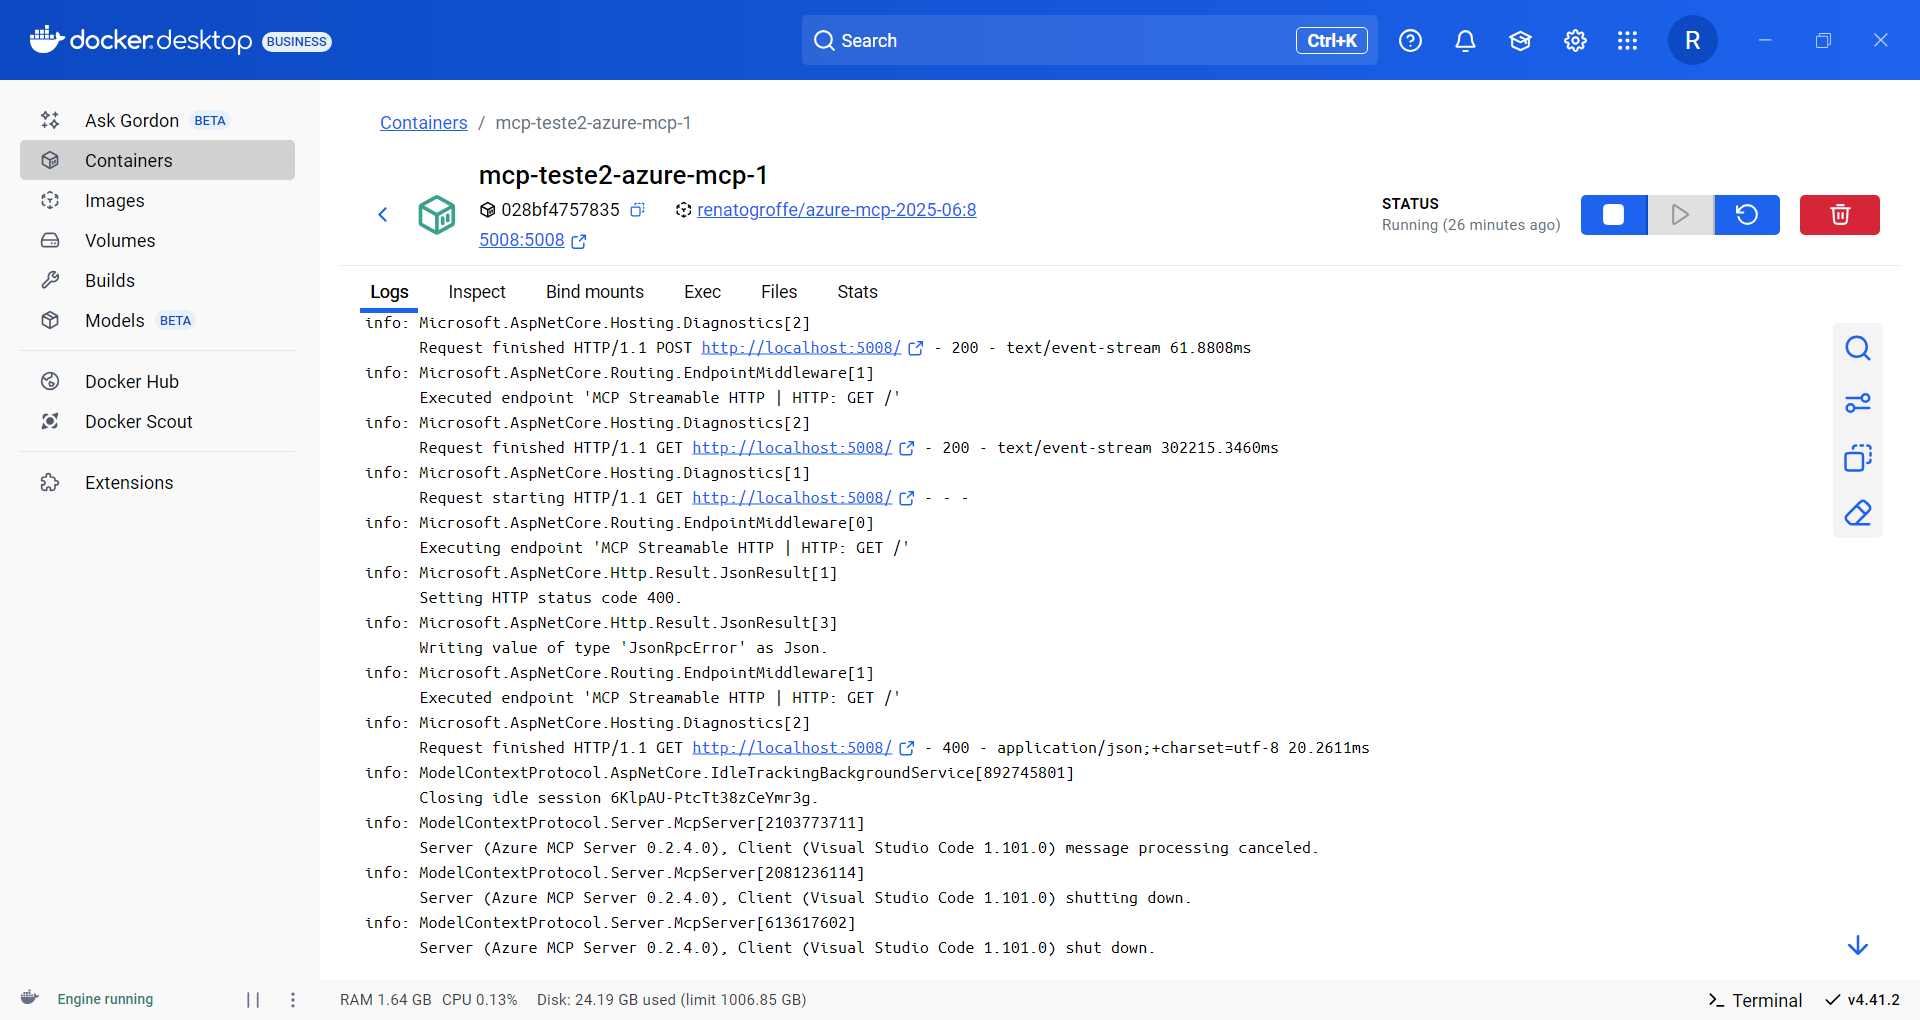 docker.desktop BUSINESS
Search Ctrl+K
R
Ask Gordon BETA
Containers
Images
Volumes
Builds
Models BETA
Docker Hub
Docker Scout
Extensions
Containers / mcp-teste2-azure-mcp-1
mcp-teste2-azure-mcp-1
028bf4757835 renatogroffe/azure-mcp-2025-06:8
5008:5008
STATUS
Running (26 minutes ago)
Logs Inspect Bind mounts Exec Files Stats
info: Microsoft.AspNetCore.Hosting.Diagnostics[2]
Request finished HTTP/1.1 POST http://localhost:5008/ - 200 - text/event-stream 61.8808ms
info: Microsoft.AspNetCore.Routing.EndpointMiddleware[1]
Executed endpoint 'MCP Streamable HTTP | HTTP: GET /'
info: Microsoft.AspNetCore.Hosting.Diagnostics[2]
Request finished HTTP/1.1 GET http://localhost:5008/ - 200 - text/event-stream 302215.3460ms
info: Microsoft.AspNetCore.Hosting.Diagnostics[1]
Request starting HTTP/1.1 GET http://localhost:5008/ - - -
info: Microsoft.AspNetCore.Routing.EndpointMiddleware[0]
Executing endpoint 'MCP Streamable HTTP | HTTP: GET /'
info: Microsoft.AspNetCore.Http.Result.JsonResult[1]
Setting HTTP status code 400.
info: Microsoft.AspNetCore.Http.Result.JsonResult[3]
Writing value of type 'JsonRpcError' as Json.
info: Microsoft.AspNetCore.Routing.EndpointMiddleware[1]
Executed endpoint 'MCP Streamable HTTP | HTTP: GET /'
info: Microsoft.AspNetCore.Hosting.Diagnostics[2]
Request finished HTTP/1.1 GET http://localhost:5008/ - 400 - application/json;+charset=utf-8 20.2611ms
info: ModelContextProtocol.AspNetCore.IdleTrackingBackgroundService[892745801]
Closing idle session 6KlpAU-PtcTt38zCeYmr3g.
info: ModelContextProtocol.Server.McpServer[2103773711]
Server (Azure MCP Server 0.2.4.0), Client (Visual Studio Code 1.101.0) message processing canceled.
info: ModelContextProtocol.Server.McpServer[2081236114]
Server (Azure MCP Server 0.2.4.0), Client (Visual Studio Code 1.101.0) shutting down.
info: ModelContextProtocol.Server.McpServer[613617602]
Server (Azure MCP Server 0.2.4.0), Client (Visual Studio Code 1.101.0) shut down.
Engine running
RAM 1.64 GB CPU 0.13% Disk: 24.19 GB used (limit 1006.85 GB)
Terminal v4.41.2